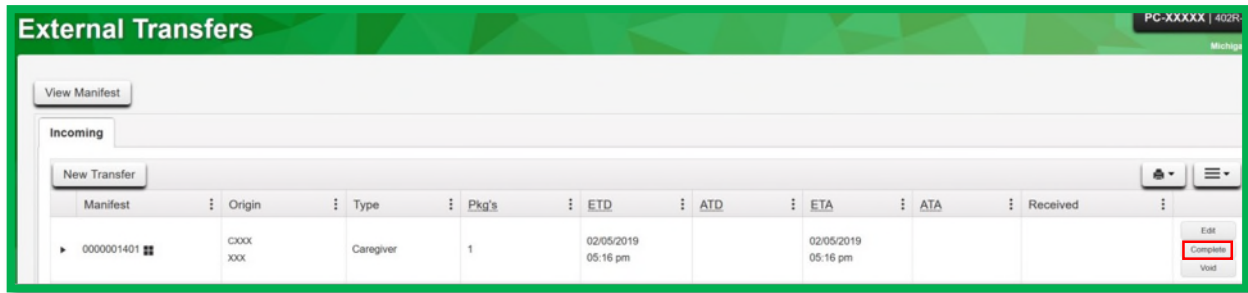 External Transfers
PC-XXXXX | 402R-
Michiga
View Manifest
Incoming
New Transfer
Manifest Origin Type Pkg's ETD ATD ETA ATA Received
0000001401 CXXX XXX Caregiver 1 02/05/2019 05:16 pm 02/05/2019 05:16 pm
Edit
Complete
Void